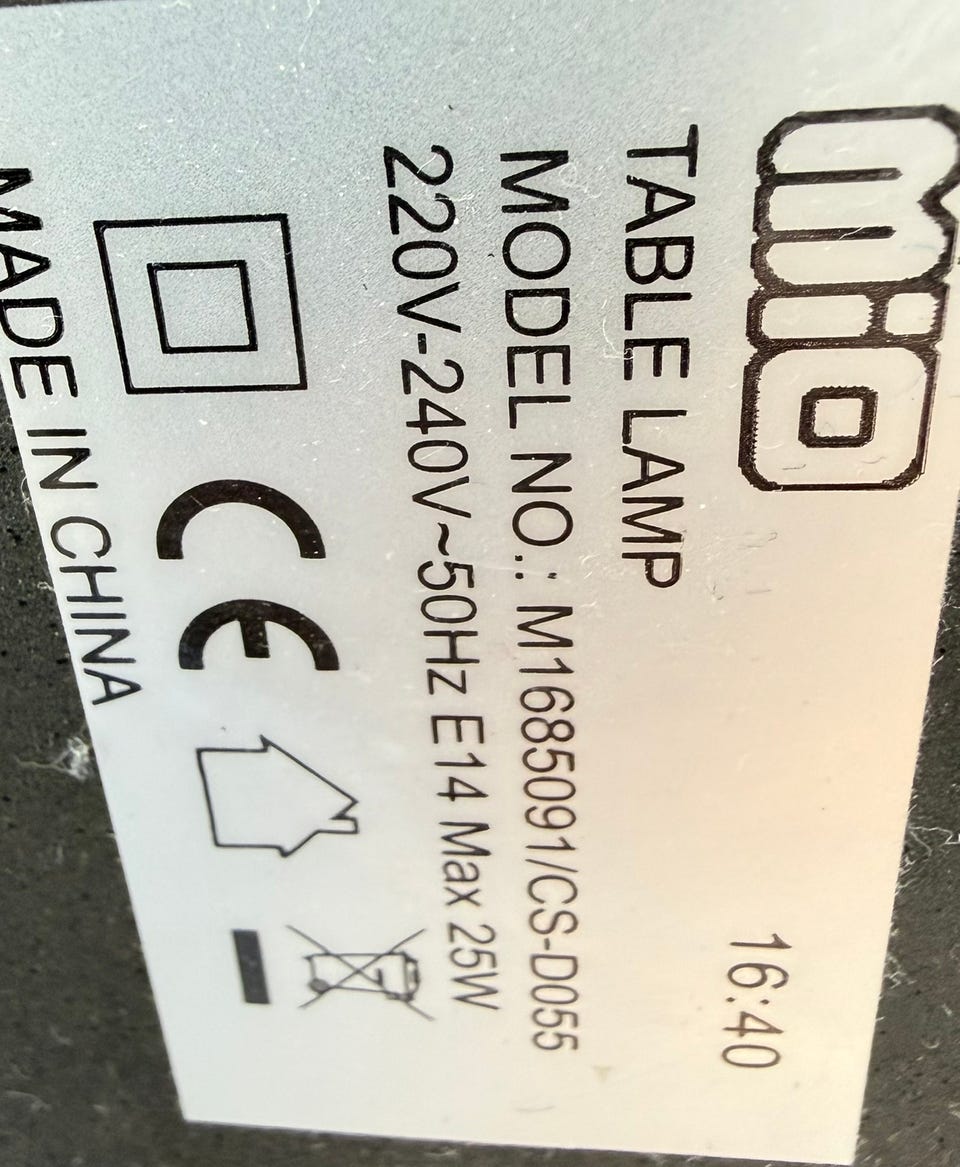 mio
16:40
TABLE LAMP
MODEL NO.: M1685091/CS-D055
220V-240V~50Hz E14 Max 25W
CE
MADE IN CHINA